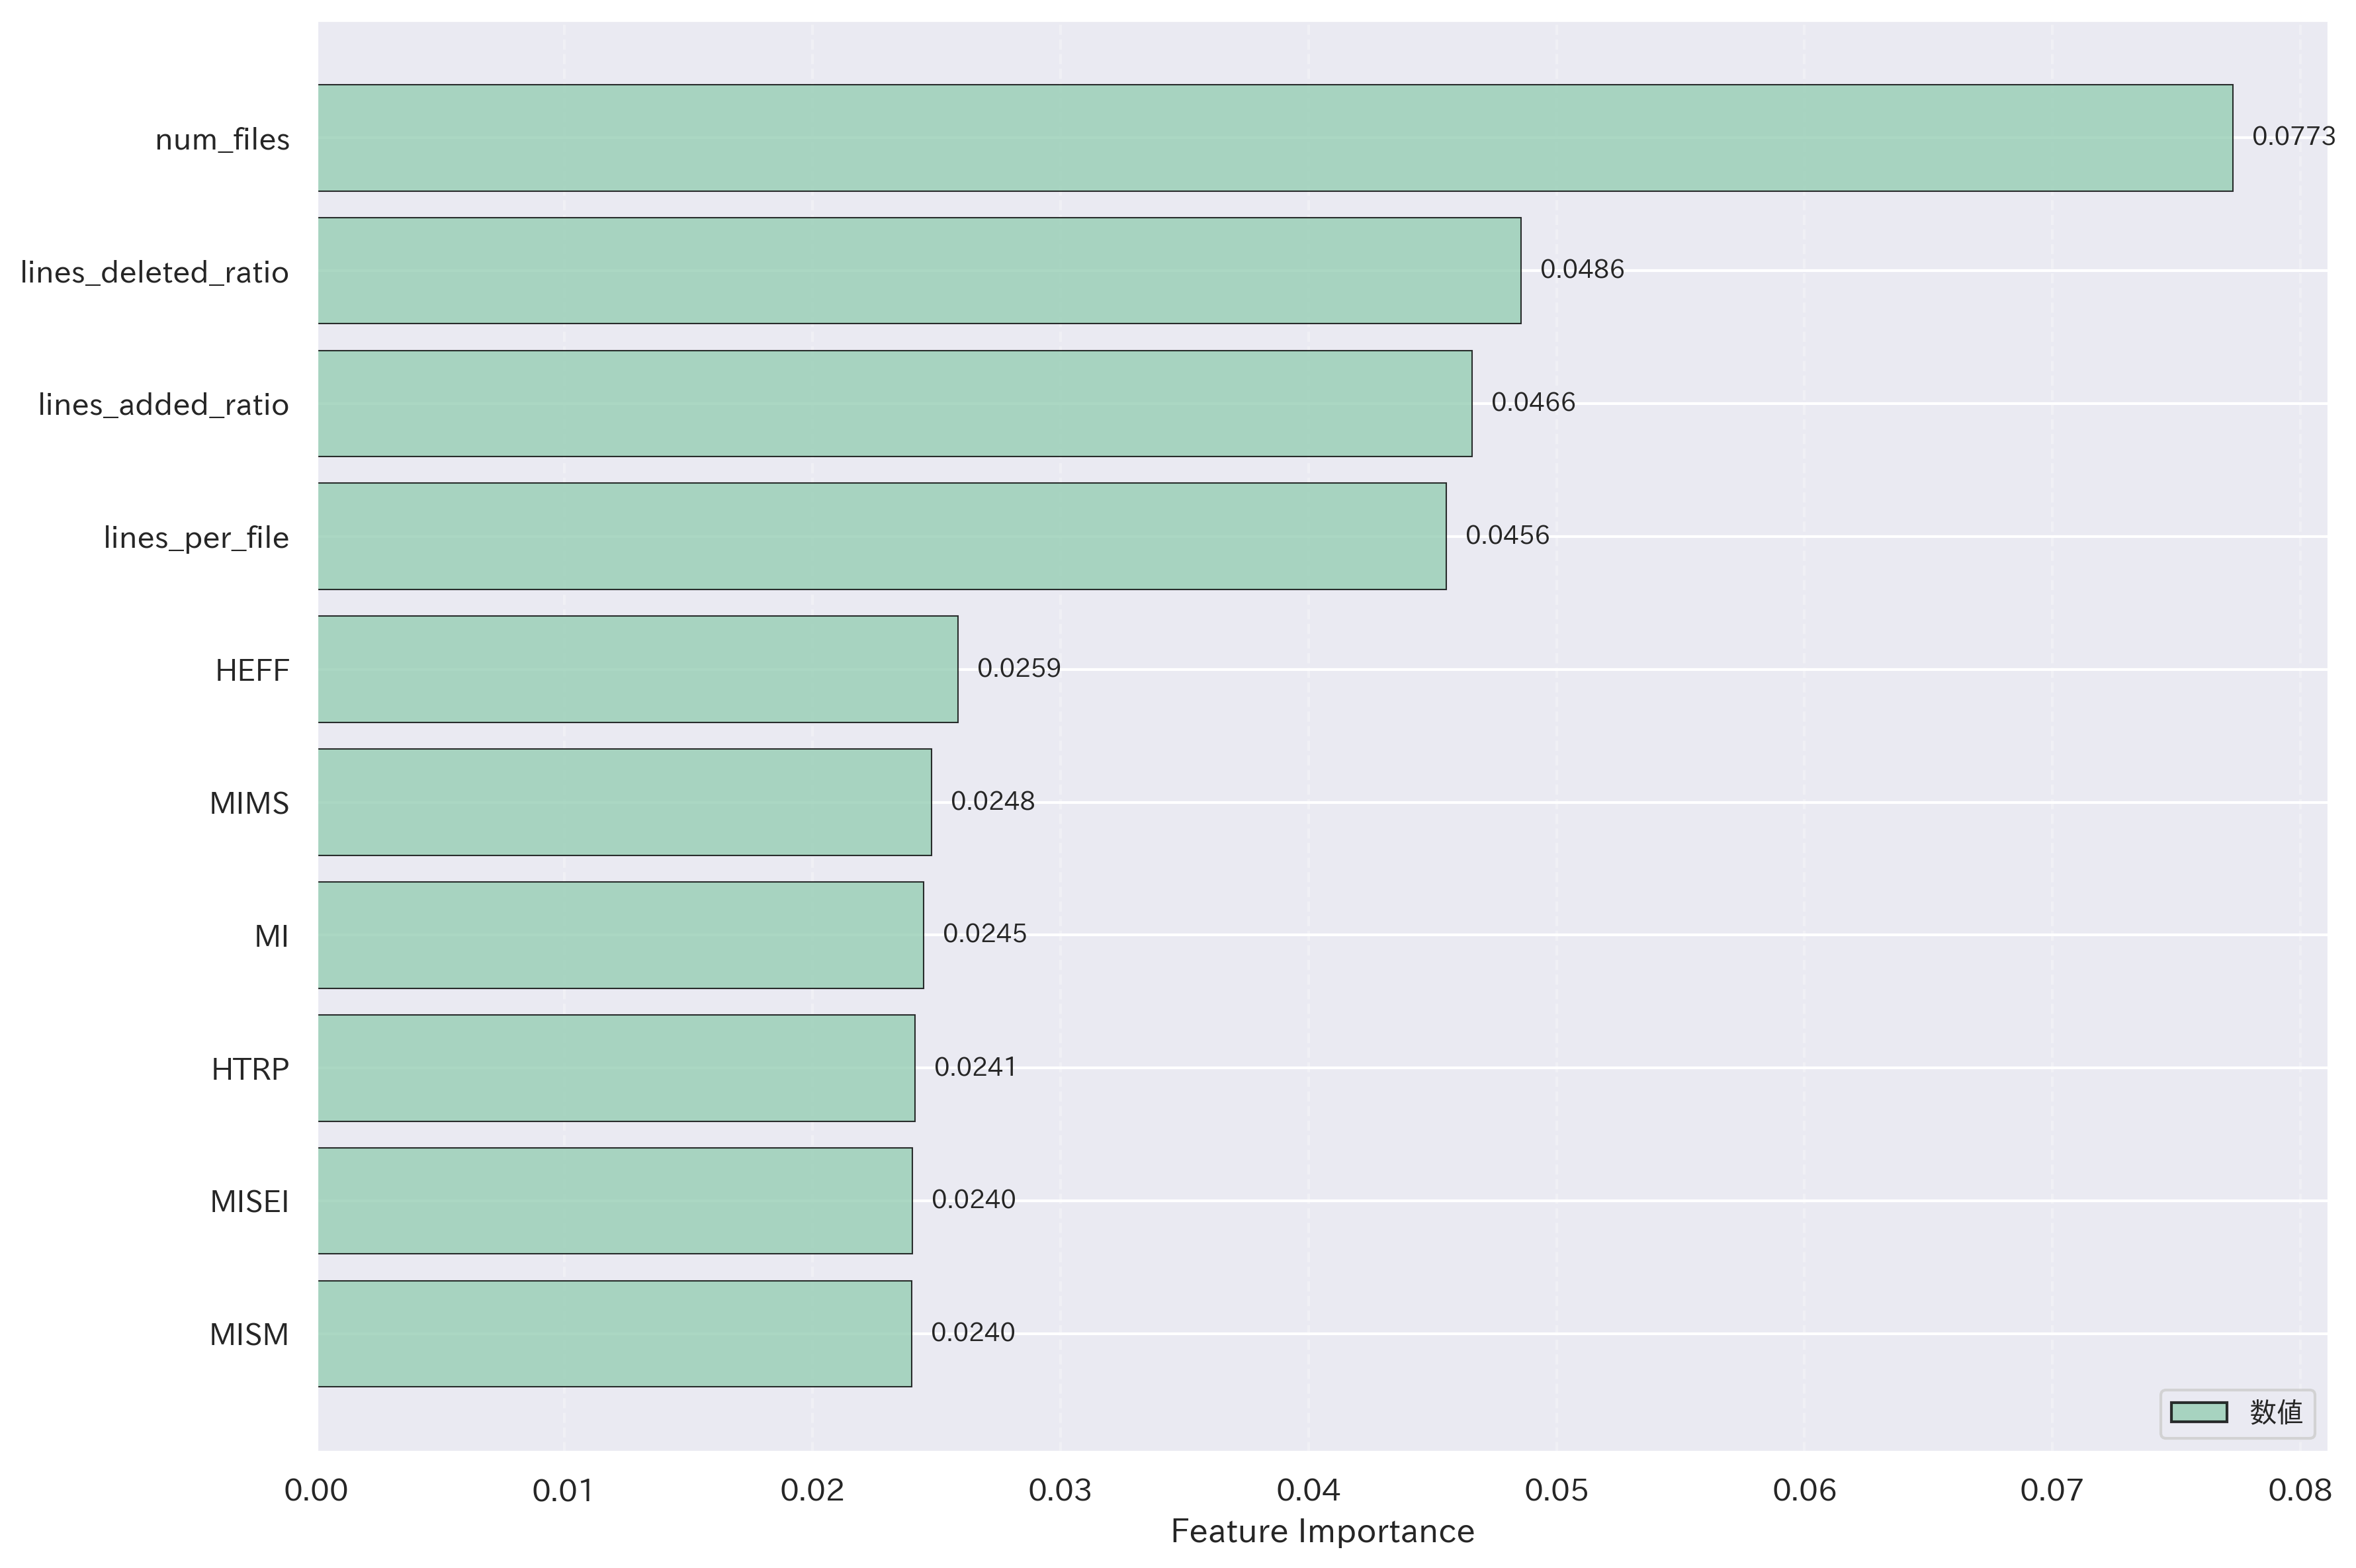 num_files 0.0773
lines_deleted_ratio 0.0486
lines_added_ratio 0.0466
lines_per_file 0.0456
HEFF 0.0259
MIMS 0.0248
MI 0.0245
HTRP 0.0241
MISEI 0.0240
MISM 0.0240
数値
0.00 0.01 0.02 0.03 0.04 0.05 0.06 0.07 0.08
Feature Importance